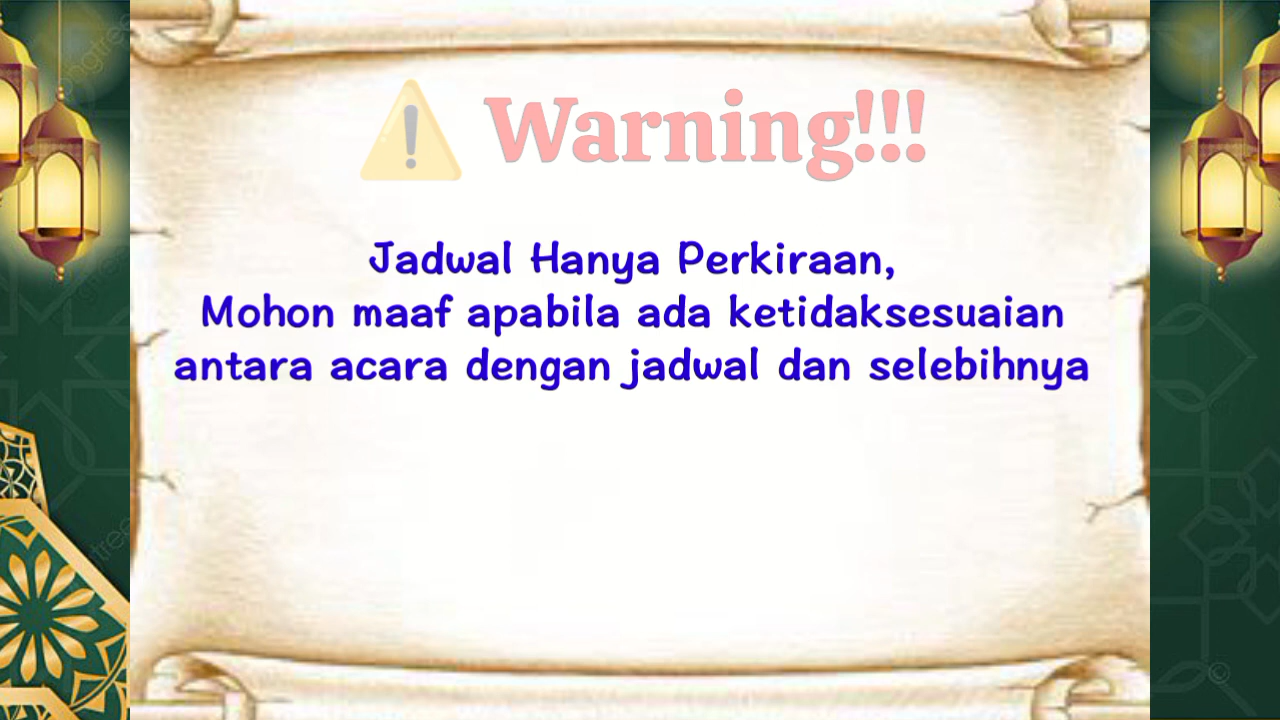 ⚠️ Warning!!!
Jadwal Hanya Perkiraan,
Mohon maaf apabila ada ketidaksesuaian
antara acara dengan jadwal dan selebihnya